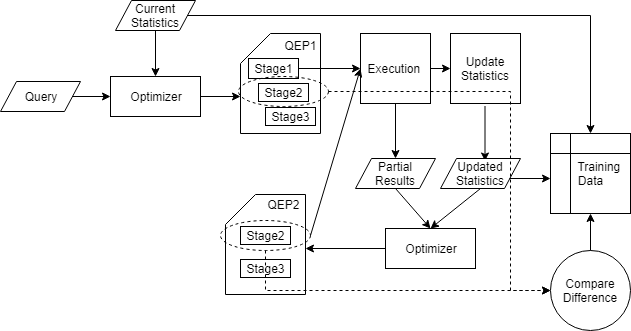 Current
Statistics
QEP1
Stage1
Stage2
Stage3
Execution
Update
Statistics
Query
Optimizer
Partial
Results
Updated
Statistics
Training
Data
QEP2
Stage2
Stage3
Optimizer
Compare
Difference